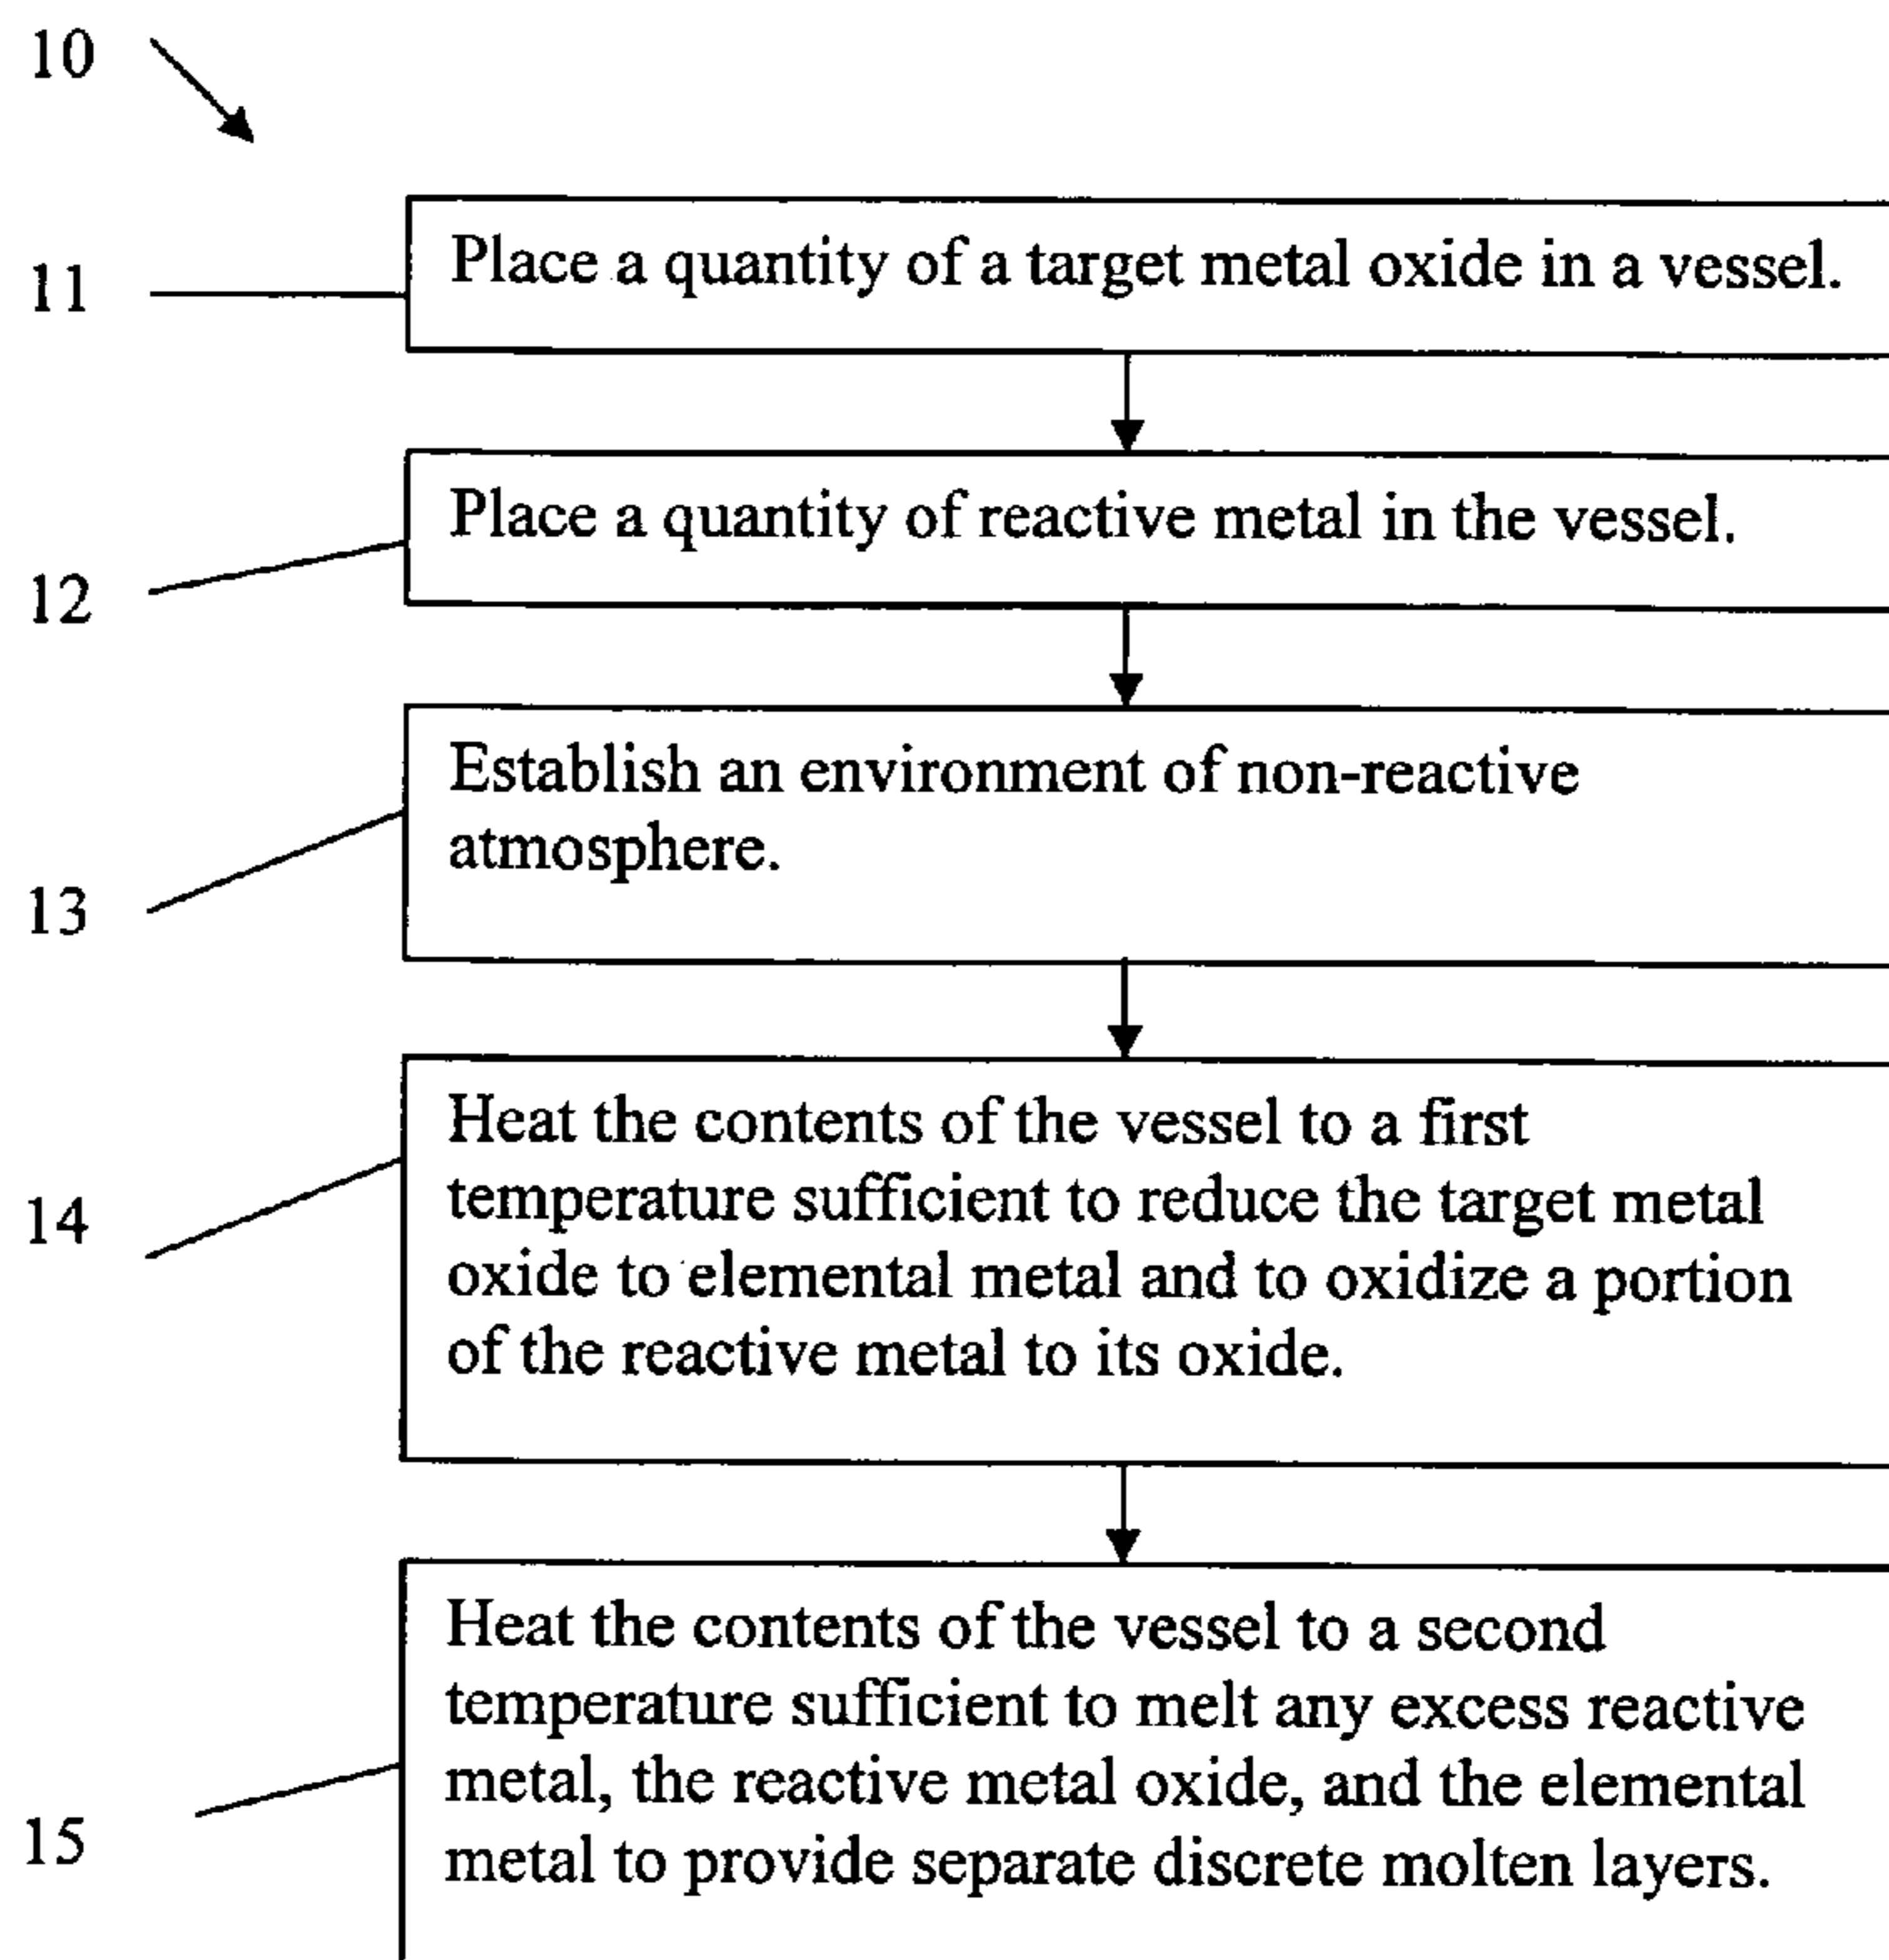 10
11
Place a quantity of a target metal oxide in a vessel.
12
Place a quantity of reactive metal in the vessel.
13
Establish an environment of non-reactive
atmosphere.
14
Heat the contents of the vessel to a first
temperature sufficient to reduce the target metal
oxide to elemental metal and to oxidize a portion
of the reactive metal to its oxide.
15
Heat the contents of the vessel to a second
temperature sufficient to melt any excess reactive
metal, the reactive metal oxide, and the elemental
metal to provide separate discrete molten layers.